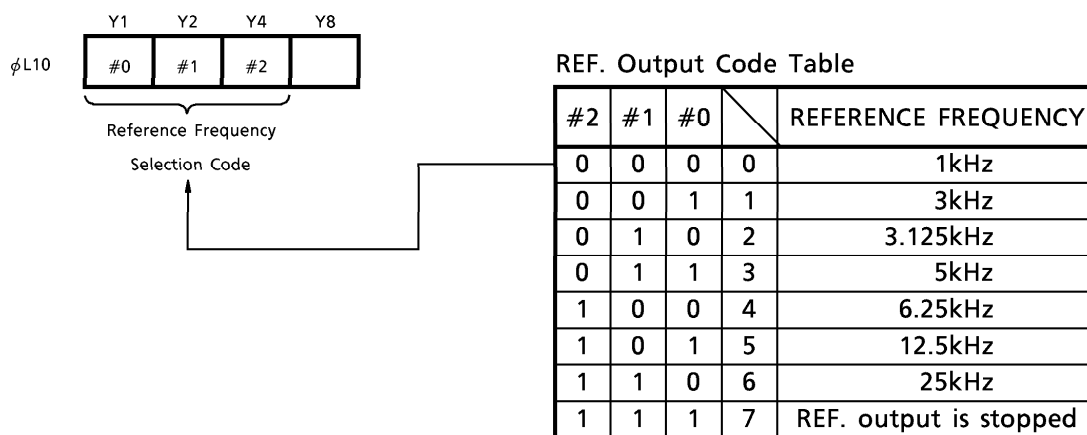 Y1 Y2 Y4 Y8
ϕL10 #0 #1 #2
Reference Frequency
Selection Code
REF. Output Code Table
#2 #1 #0 REFERENCE FREQUENCY
0 0 0 0 1kHz
0 0 1 1 3kHz
0 1 0 2 3.125kHz
0 1 1 3 5kHz
1 0 0 4 6.25kHz
1 0 1 5 12.5kHz
1 1 0 6 25kHz
1 1 1 7 REF. output is stopped